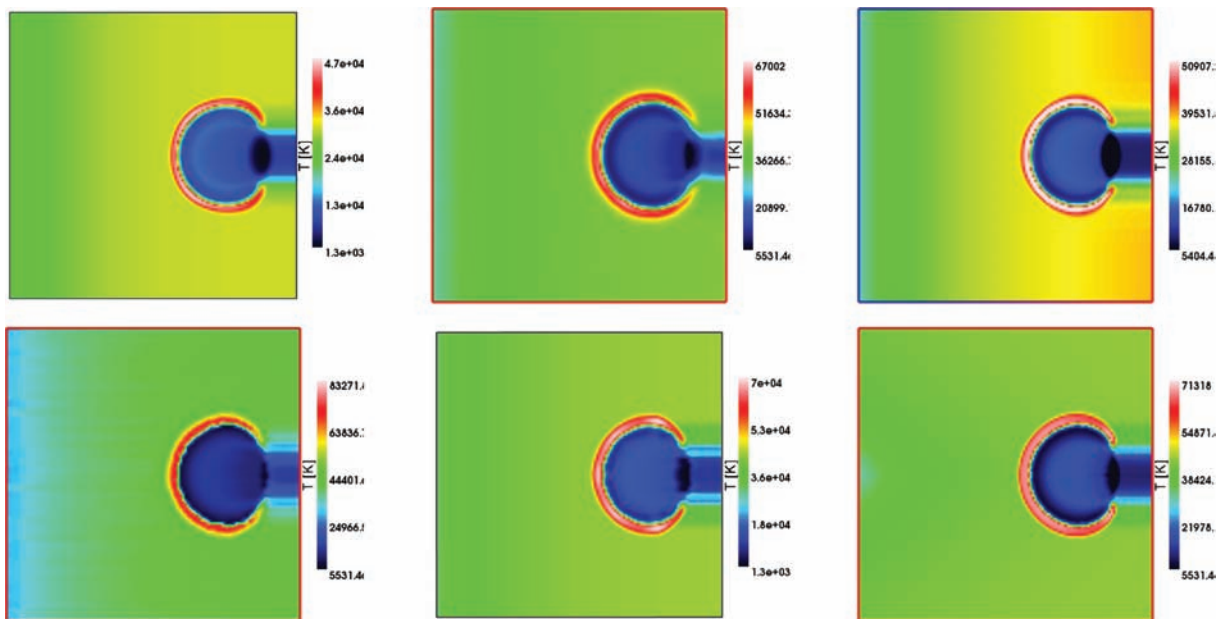 4.7e+04
3.6e+04
2.4e+04
1.3e+04
1.3e+03
T [K]
67002
51634.
36266.
20899.
5531.4
T [K]
50907.
39531.
28155.
16780.
5404.4
T [K]
83271.
63836.
44401.
24966.
5531.4
T [K]
7e+04
5.3e+04
3.6e+04
1.8e+04
1.3e+03
T [K]
71318
54871.
38424.
21978.
5531.4
T [K]